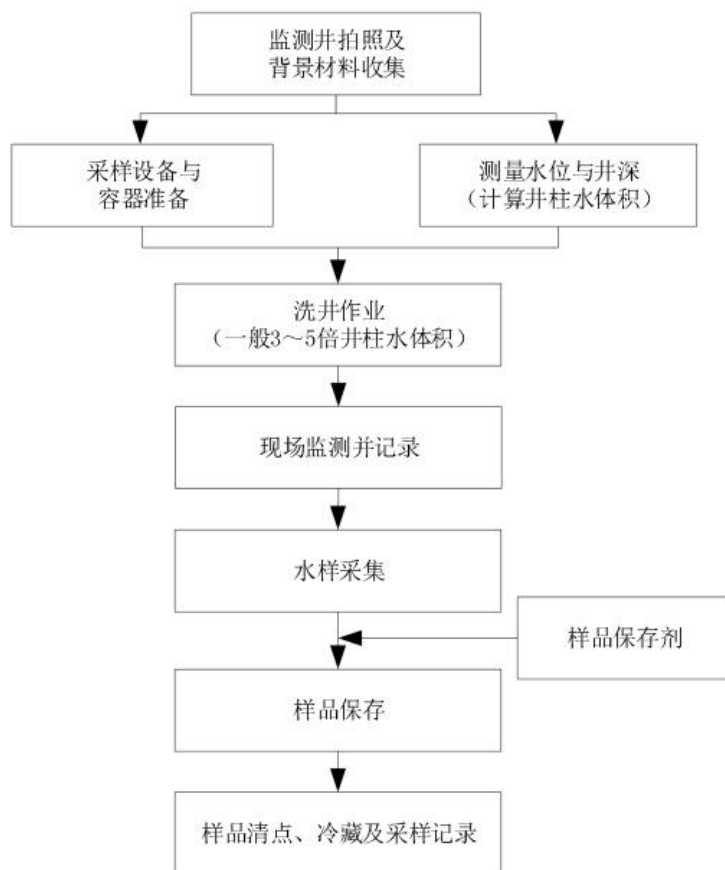 监测井拍照及
背景材料收集
采样设备与
容器准备
测量水位与井深
（计算井柱水体积）
洗井作业
（一般3～5倍井柱水体积）
现场监测并记录
水样采集
样品保存剂
样品保存
样品清点、冷藏及采样记录